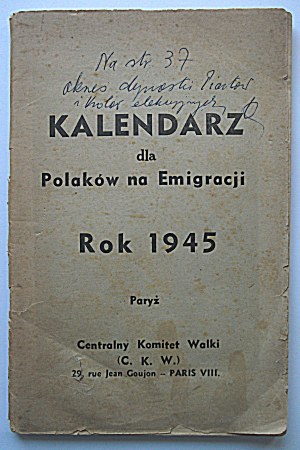 Na str 37
okres dynastii Piastów
i Królów elekcyjnych
KALENDARZ
dla
Polaków na Emigracji
Rok 1945
Paryż
Centralny Komitet Walki
(C. K. W.)
29, rue Jean Goujon - PARIS VIII.